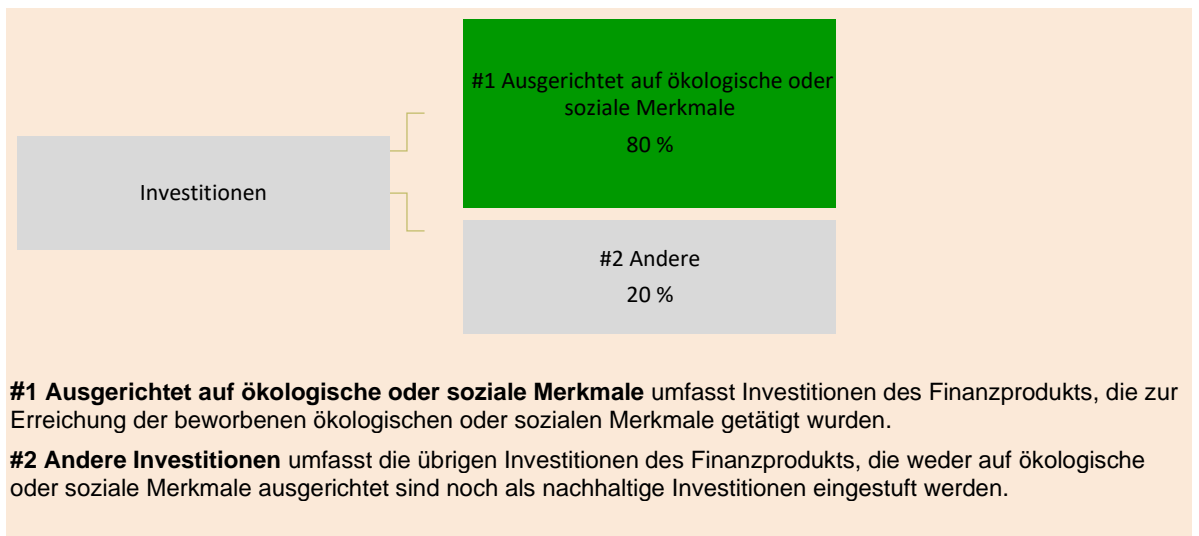 #1 Ausgerichtet auf ökologische oder
soziale Merkmale
80 %
Investitionen
#2 Andere
20 %
#1 Ausgerichtet auf ökologische oder soziale Merkmale umfasst Investitionen des Finanzprodukts, die zur
Erreichung der beworbenen ökologischen oder sozialen Merkmale getätigt wurden.
#2 Andere Investitionen umfasst die übrigen Investitionen des Finanzprodukts, die weder auf ökologische
oder soziale Merkmale ausgerichtet sind noch als nachhaltige Investitionen eingestuft werden.